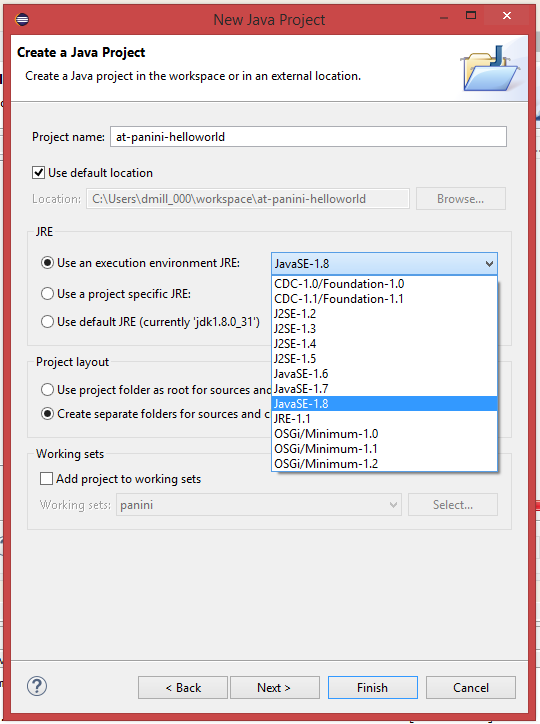 New Java Project
Create a Java Project
Create a Java project in the workspace or in an external location.
Project name: at-panini-helloworld
Use default location
Location: C:\Users\dmill_000\workspace\at-panini-helloworld Browse...
JRE
Use an execution environment JRE: JavaSE-1.8
CDC-1.0/Foundation-1.0
CDC-1.1/Foundation-1.1
J2SE-1.2
J2SE-1.3
J2SE-1.4
J2SE-1.5
JavaSE-1.6
JavaSE-1.7
JavaSE-1.8
JRE-1.1
OSGi/Minimum-1.0
OSGi/Minimum-1.1
OSGi/Minimum-1.2
Use a project specific JRE:
Use default JRE (currently 'jdk1.8.0_31')
Project layout
Use project folder as root for sources and
Create separate folders for sources and c
Working sets
Add project to working sets
Working sets: panini Select...
< Back Next > Finish Cancel